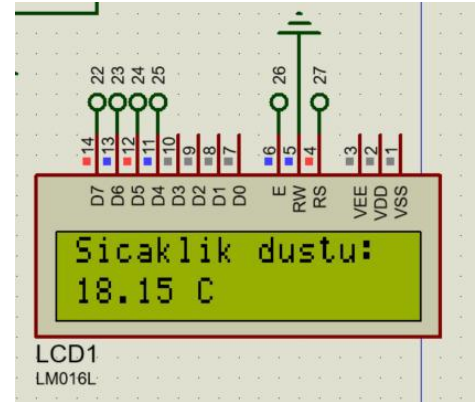 22 23 24 25 26 27
14 13 12 11 10 9 8 7 6 5 4 3 2 1
D7 D6 D5 D4 D3 D2 D1 D0 E RW RS VEE VDD VSS
Sicaklik dustu:
18.15 C
LCD1
LM016L